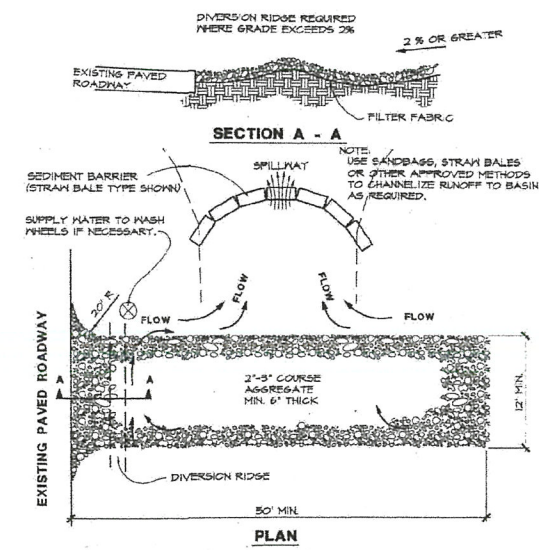 DIVERSION RIDGE REQUIRED
WHERE GRADE EXCEEDS 2%
2 % OR GREATER
EXISTING PAVED
ROADWAY
FILTER FABRIC
SECTION A - A
SEDIMENT BARRIER
(STRAW BALE TYPE SHOWN)
SPILLWAY
NOTE:
USE SANDBAGS, STRAW BALES
OR OTHER APPROVED METHODS
TO CHANNELIZE RUNOFF TO BASIN
AS REQUIRED.
SUPPLY WATER TO WASH
WHEELS IF NECESSARY.
20' R
FLOW
FLOW
FLOW
FLOW
EXISTING PAVED ROADWAY
A
A
2"-3" COURSE
AGGREGATE
MIN. 6" THICK
12' MIN.
DIVERSION RIDGE
50' MIN.
PLAN